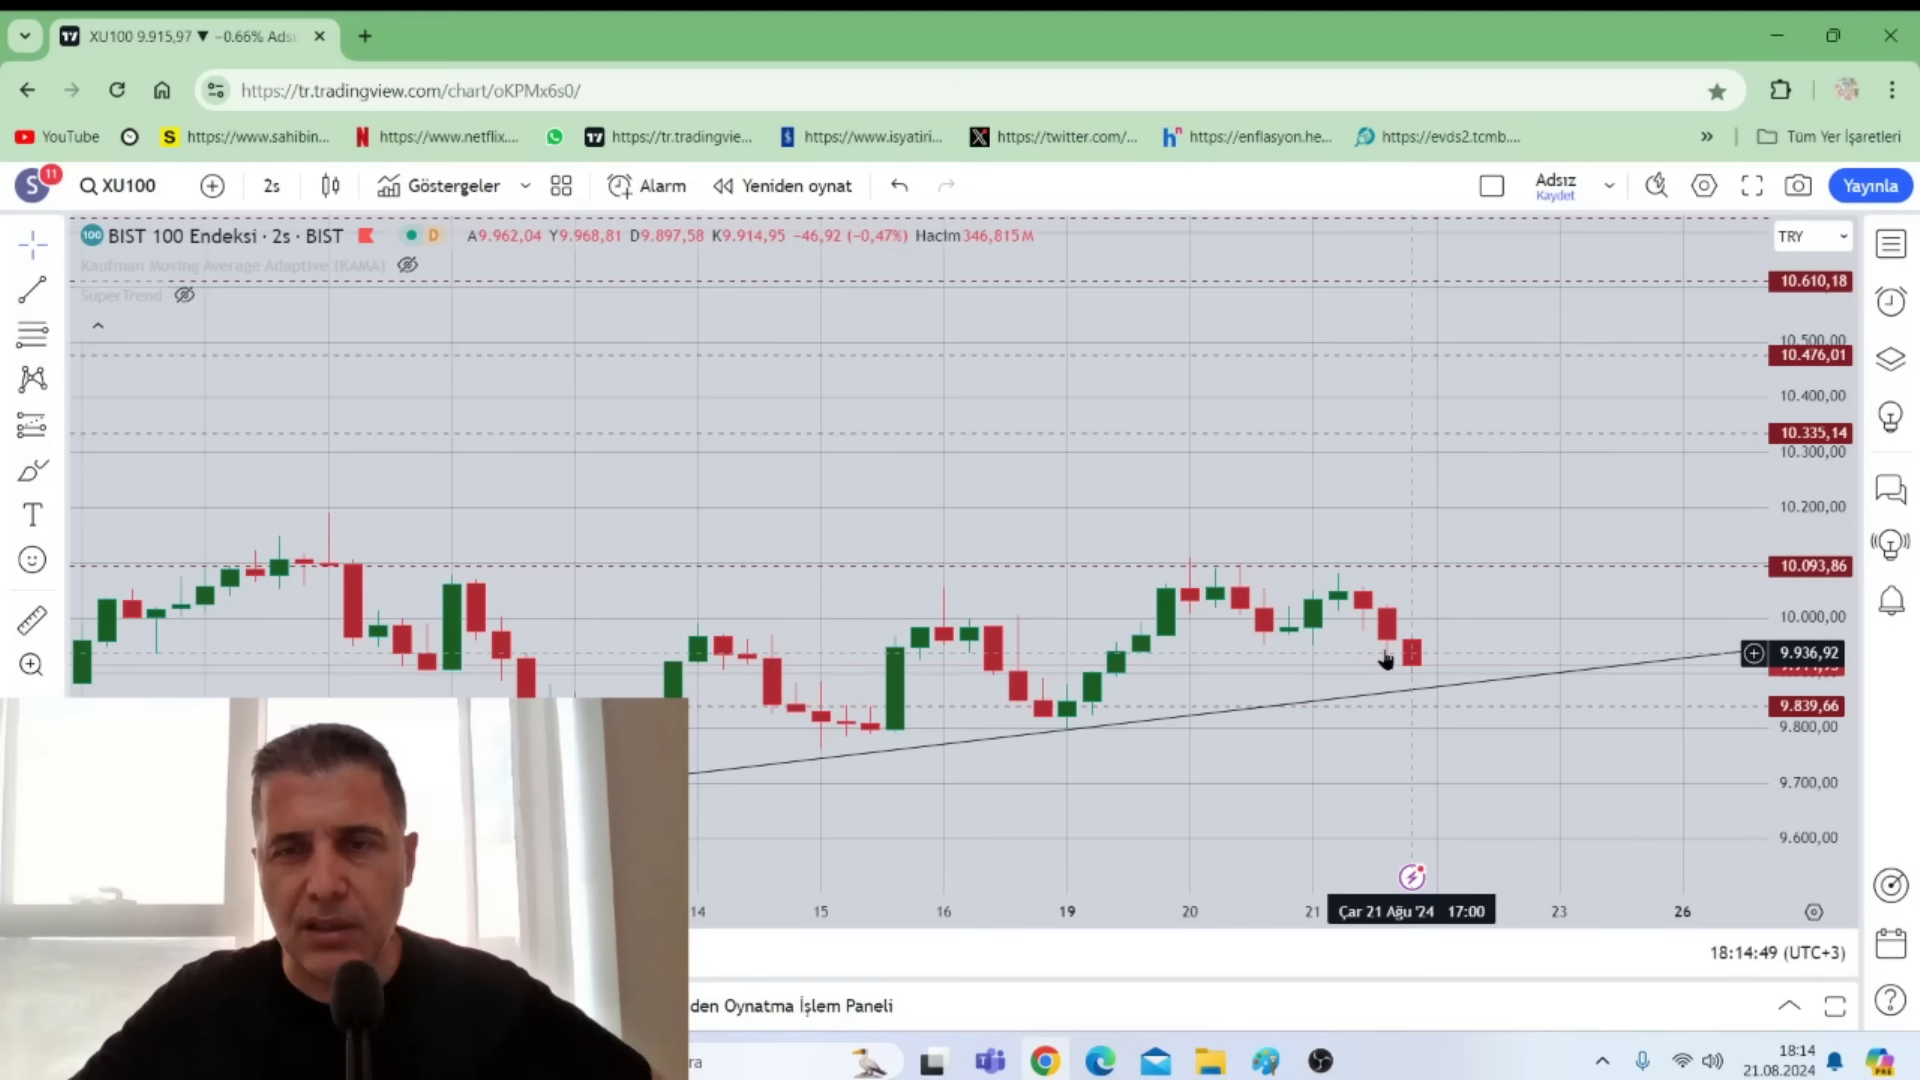 XU100 9.915,97 ▼ −0.66% Ads
https://tr.tradingview.com/chart/oKPMx6s0/
YouTube
https://www.sahibin...
https://www.netflix....
https://tr.tradingvie...
https://www.isyatiri...
https://twitter.com/...
https://enflasyon.he...
https://evds2.tcmb....
»
Tüm Yer İşaretleri
S 11
XU100
2s
Göstergeler
Alarm
Yeniden oynat
Adsız
Kaydet
Yayınla
100 BIST 100 Endeksi · 2s · BIST D A9.962,04 Y9.968,81 D9.897,58 K9.914,95 −46,92 (−0,47%) Hacim 346,815M
TRY
Kaufman Moving Average Adaptive (KAMA)
SuperTrend
10.610,18
10.500,00
10.476,01
10.400,00
10.335,14
10.300,00
10.200,00
10.093,86
10.000,00
9.936,92
9.839,66
9.800,00
9.700,00
9.600,00
14 15 16 19 20 21 Çar 21 Ağu '24 17:00 23 26
18:14:49 (UTC+3)
den Oynatma İşlem Paneli
ra
18:14
21.08.2024
PRE